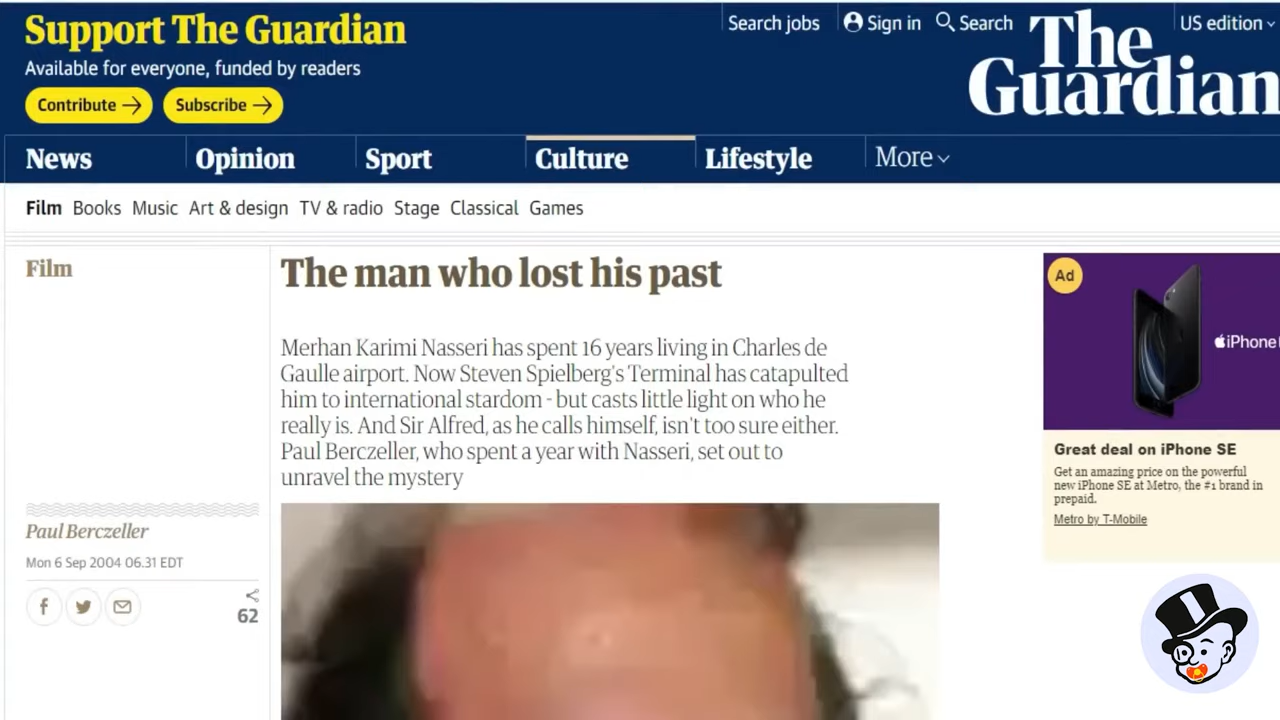 Support The Guardian
Available for everyone, funded by readers
Contribute →
Subscribe →
Search jobs
Sign in
Search
US edition
The
Guardian
News
Opinion
Sport
Culture
Lifestyle
More
Film Books Music Art & design TV & radio Stage Classical Games
Film
The man who lost his past
Merhan Karimi Nasseri has spent 16 years living in Charles de
Gaulle airport. Now Steven Spielberg's Terminal has catapulted
him to international stardom - but casts little light on who he
really is. And Sir Alfred, as he calls himself, isn't too sure either.
Paul Berczeller, who spent a year with Nasseri, set out to
unravel the mystery
Paul Berczeller
Mon 6 Sep 2004 06.31 EDT
62
Ad
iPhone
Great deal on iPhone SE
Get an amazing price on the powerful
new iPhone SE at Metro, the #1 brand in
prepaid.
Metro by T-Mobile